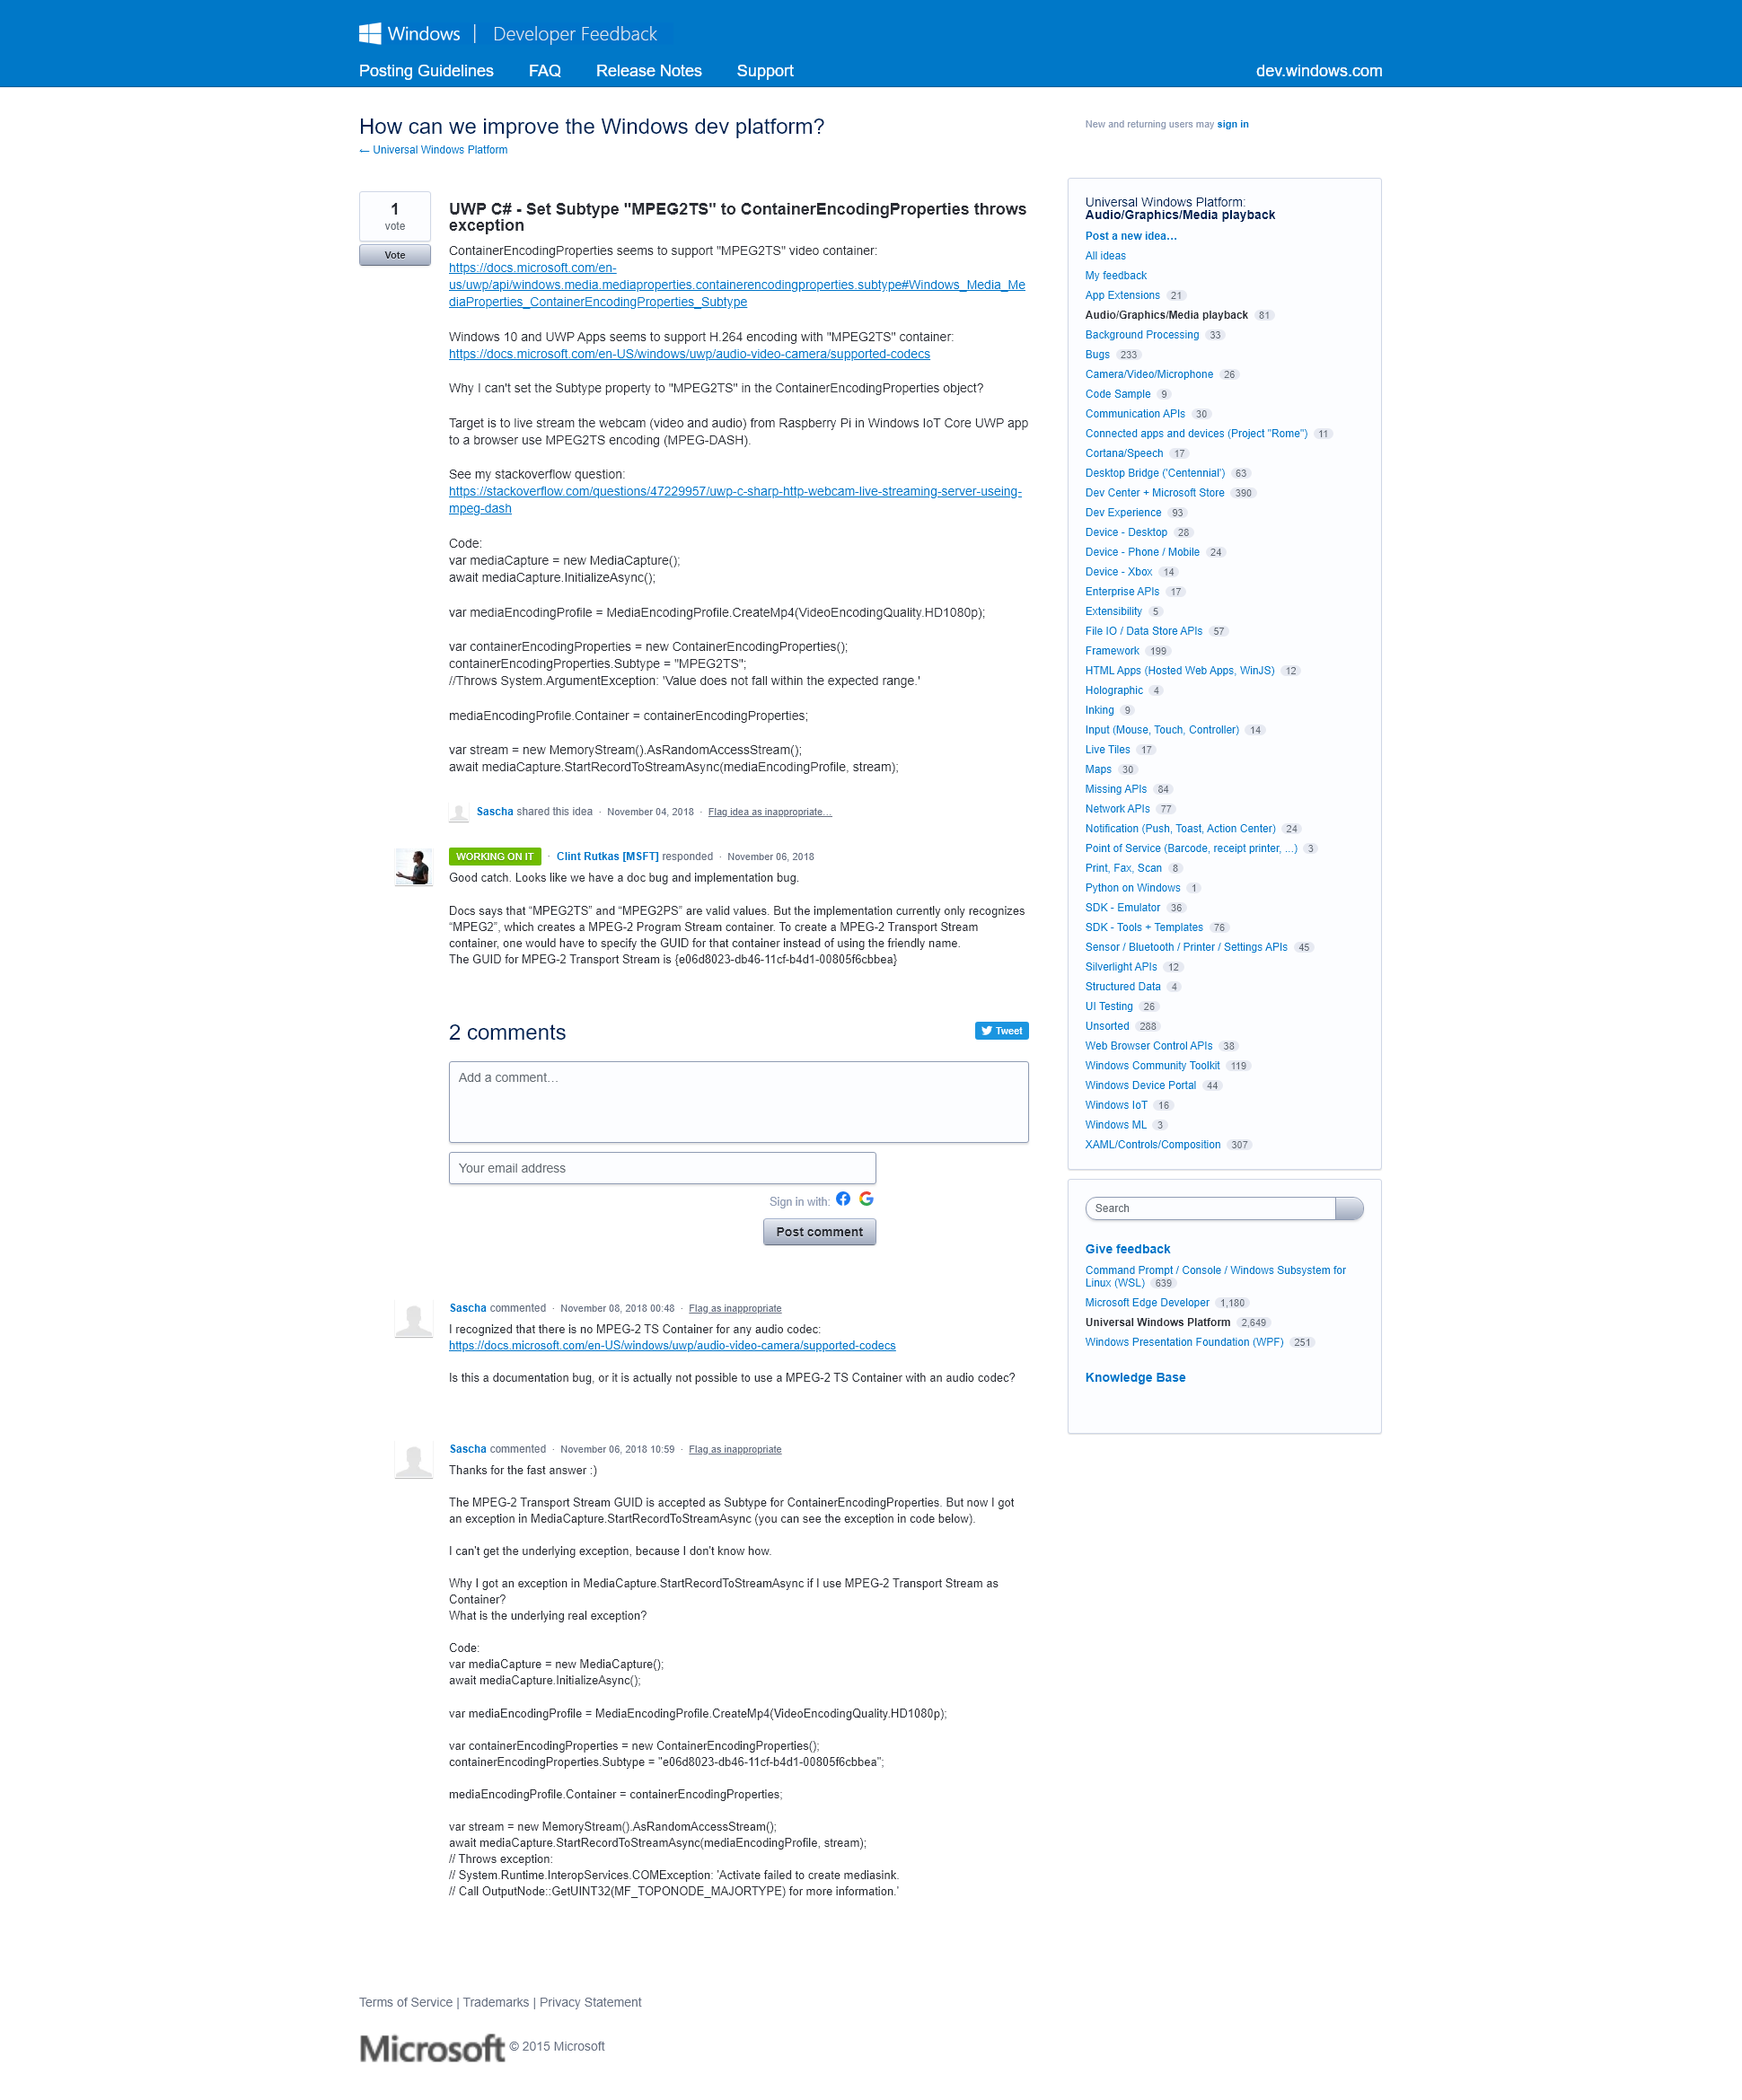 Windows | Developer Feedback
Posting Guidelines FAQ Release Notes Support dev.windows.com
How can we improve the Windows dev platform?
← Universal Windows Platform
New and returning users may sign in
1
vote
Vote
UWP C# - Set Subtype "MPEG2TS" to ContainerEncodingProperties throws
exception
ContainerEncodingProperties seems to support "MPEG2TS" video container:
https://docs.microsoft.com/en-
us/uwp/api/windows.media.mediaproperties.containerencodingproperties.subtype#Windows_Media_Me
diaProperties_ContainerEncodingProperties_Subtype
Windows 10 and UWP Apps seems to support H.264 encoding with "MPEG2TS" container:
https://docs.microsoft.com/en-US/windows/uwp/audio-video-camera/supported-codecs
Why I can't set the Subtype property to "MPEG2TS" in the ContainerEncodingProperties object?
Target is to live stream the webcam (video and audio) from Raspberry Pi in Windows IoT Core UWP app
to a browser use MPEG2TS encoding (MPEG-DASH).
See my stackoverflow question:
https://stackoverflow.com/questions/47229957/uwp-c-sharp-http-webcam-live-streaming-server-useing-
mpeg-dash
Code:
var mediaCapture = new MediaCapture();
await mediaCapture.InitializeAsync();
var mediaEncodingProfile = MediaEncodingProfile.CreateMp4(VideoEncodingQuality.HD1080p);
var containerEncodingProperties = new ContainerEncodingProperties();
containerEncodingProperties.Subtype = "MPEG2TS";
//Throws System.ArgumentException: 'Value does not fall within the expected range.'
mediaEncodingProfile.Container = containerEncodingProperties;
var stream = new MemoryStream().AsRandomAccessStream();
await mediaCapture.StartRecordToStreamAsync(mediaEncodingProfile, stream);
Sascha shared this idea · November 04, 2018 · Flag idea as inappropriate…
WORKING ON IT · Clint Rutkas [MSFT] responded · November 06, 2018
Good catch. Looks like we have a doc bug and implementation bug.
Docs says that “MPEG2TS” and “MPEG2PS” are valid values. But the implementation currently only recognizes
“MPEG2”, which creates a MPEG-2 Program Stream container. To create a MPEG-2 Transport Stream
container, one would have to specify the GUID for that container instead of using the friendly name.
The GUID for MPEG-2 Transport Stream is {e06d8023-db46-11cf-b4d1-00805f6cbbea}
2 comments
Tweet
Add a comment…
Your email address
Sign in with:
Post comment
Sascha commented · November 08, 2018 00:48 · Flag as inappropriate
I recognized that there is no MPEG-2 TS Container for any audio codec:
https://docs.microsoft.com/en-US/windows/uwp/audio-video-camera/supported-codecs
Is this a documentation bug, or it is actually not possible to use a MPEG-2 TS Container with an audio codec?
Sascha commented · November 06, 2018 10:59 · Flag as inappropriate
Thanks for the fast answer :)
The MPEG-2 Transport Stream GUID is accepted as Subtype for ContainerEncodingProperties. But now I got
an exception in MediaCapture.StartRecordToStreamAsync (you can see the exception in code below).
I can't get the underlying exception, because I don't know how.
Why I got an exception in MediaCapture.StartRecordToStreamAsync if I use MPEG-2 Transport Stream as
Container?
What is the underlying real exception?
Code:
var mediaCapture = new MediaCapture();
await mediaCapture.InitializeAsync();
var mediaEncodingProfile = MediaEncodingProfile.CreateMp4(VideoEncodingQuality.HD1080p);
var containerEncodingProperties = new ContainerEncodingProperties();
containerEncodingProperties.Subtype = "e06d8023-db46-11cf-b4d1-00805f6cbbea";
mediaEncodingProfile.Container = containerEncodingProperties;
var stream = new MemoryStream().AsRandomAccessStream();
await mediaCapture.StartRecordToStreamAsync(mediaEncodingProfile, stream);
// Throws exception:
// System.Runtime.InteropServices.COMException: 'Activate failed to create mediasink.
// Call OutputNode::GetUINT32(MF_TOPONODE_MAJORTYPE) for more information.'
Universal Windows Platform:
Audio/Graphics/Media playback
Post a new idea…
All ideas
My feedback
App Extensions 21
Audio/Graphics/Media playback 81
Background Processing 33
Bugs 233
Camera/Video/Microphone 26
Code Sample 9
Communication APIs 30
Connected apps and devices (Project "Rome") 11
Cortana/Speech 17
Desktop Bridge ('Centennial') 63
Dev Center + Microsoft Store 390
Dev Experience 93
Device - Desktop 28
Device - Phone / Mobile 24
Device - Xbox 14
Enterprise APIs 17
Extensibility 5
File IO / Data Store APIs 57
Framework 199
HTML Apps (Hosted Web Apps, WinJS) 12
Holographic 4
Inking 9
Input (Mouse, Touch, Controller) 14
Live Tiles 17
Maps 30
Missing APIs 84
Network APIs 77
Notification (Push, Toast, Action Center) 24
Point of Service (Barcode, receipt printer, ...) 3
Print, Fax, Scan 8
Python on Windows 1
SDK - Emulator 36
SDK - Tools + Templates 76
Sensor / Bluetooth / Printer / Settings APIs 45
Silverlight APIs 12
Structured Data 4
UI Testing 26
Unsorted 288
Web Browser Control APIs 38
Windows Community Toolkit 119
Windows Device Portal 44
Windows IoT 16
Windows ML 3
XAML/Controls/Composition 307
Search
Give feedback
Command Prompt / Console / Windows Subsystem for
Linux (WSL) 639
Microsoft Edge Developer 1,180
Universal Windows Platform 2,649
Windows Presentation Foundation (WPF) 251
Knowledge Base
Terms of Service | Trademarks | Privacy Statement
Microsoft © 2015 Microsoft